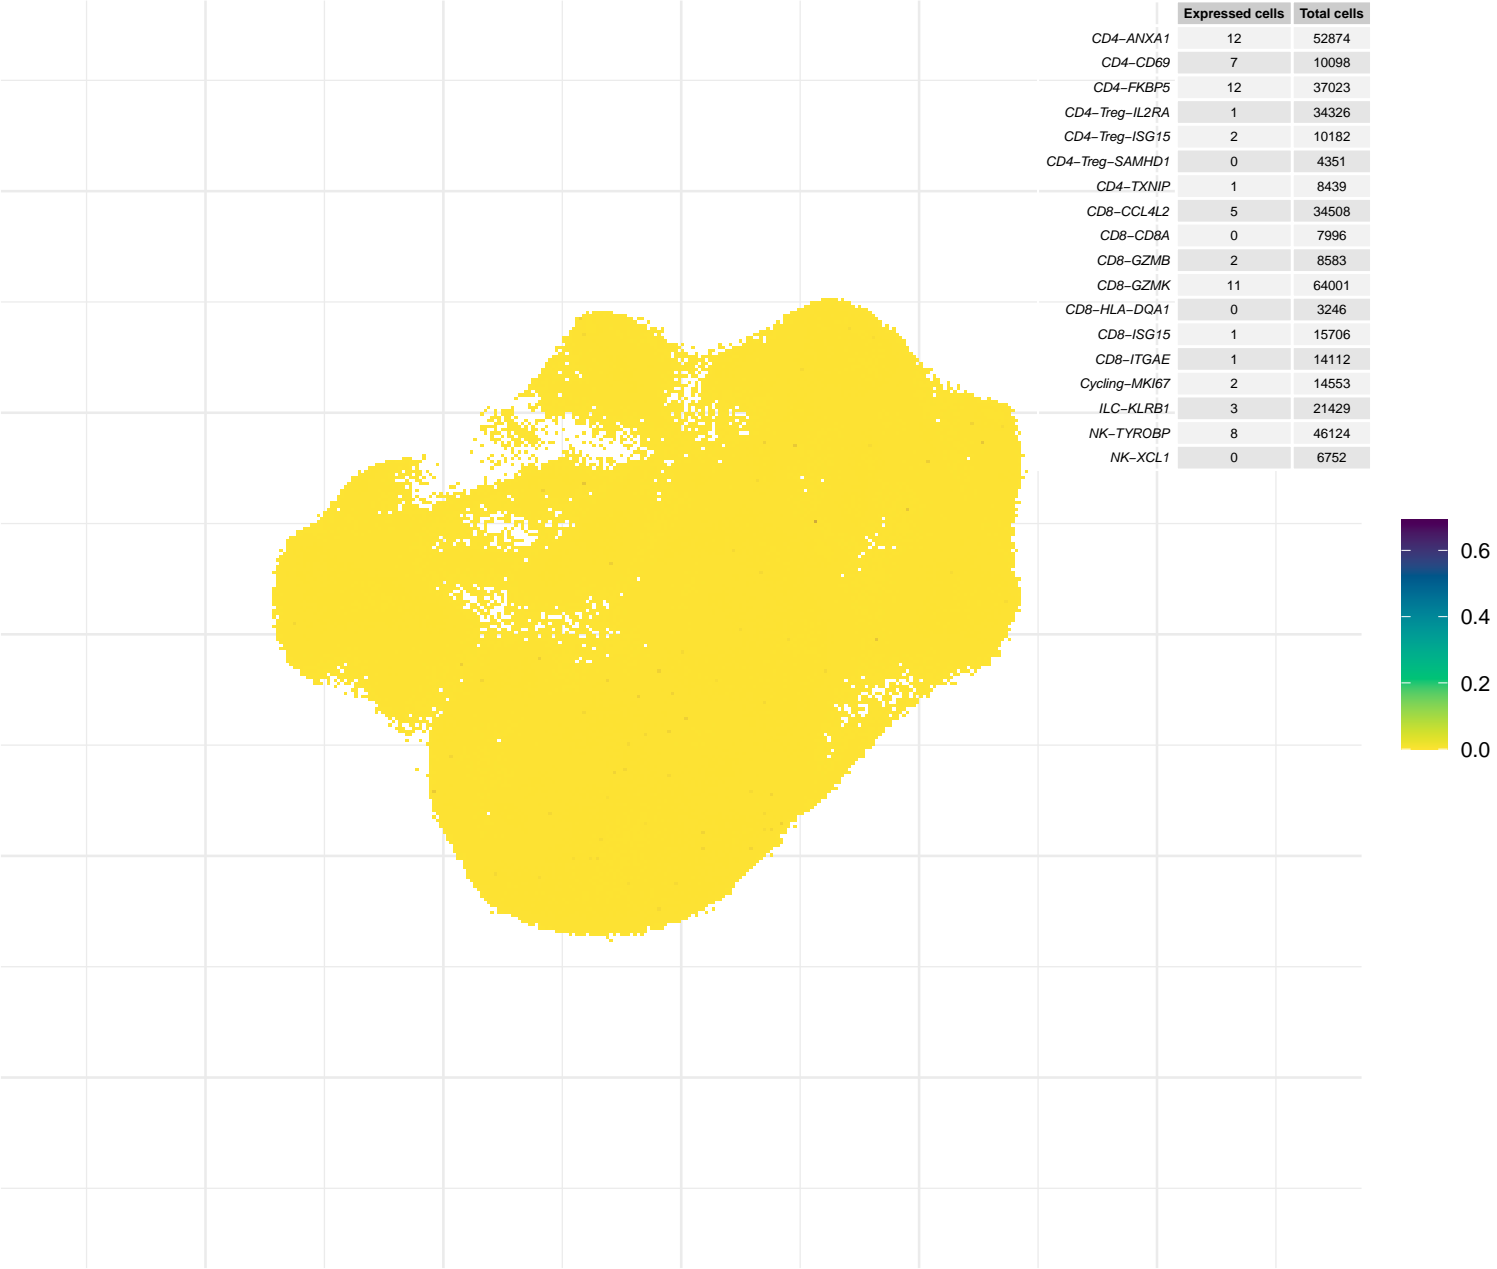 Expressed cells Total cells
CD4−ANXA1 12 52874
CD4−CD69 7 10098
CD4−FKBP5 12 37023
CD4−Treg−IL2RA 1 34326
CD4−Treg−ISG15 2 10182
CD4−Treg−SAMHD1 0 4351
CD4−TXNIP 1 8439
CD8−CCL4L2 5 34508
CD8−CD8A 0 7996
CD8−GZMB 2 8583
CD8−GZMK 11 64001
CD8−HLA−DQA1 0 3246
CD8−ISG15 1 15706
CD8−ITGAE 1 14112
Cycling−MKI67 2 14553
ILC−KLRB1 3 21429
NK−TYROBP 8 46124
NK−XCL1 0 6752
0.6
0.4
0.2
0.0